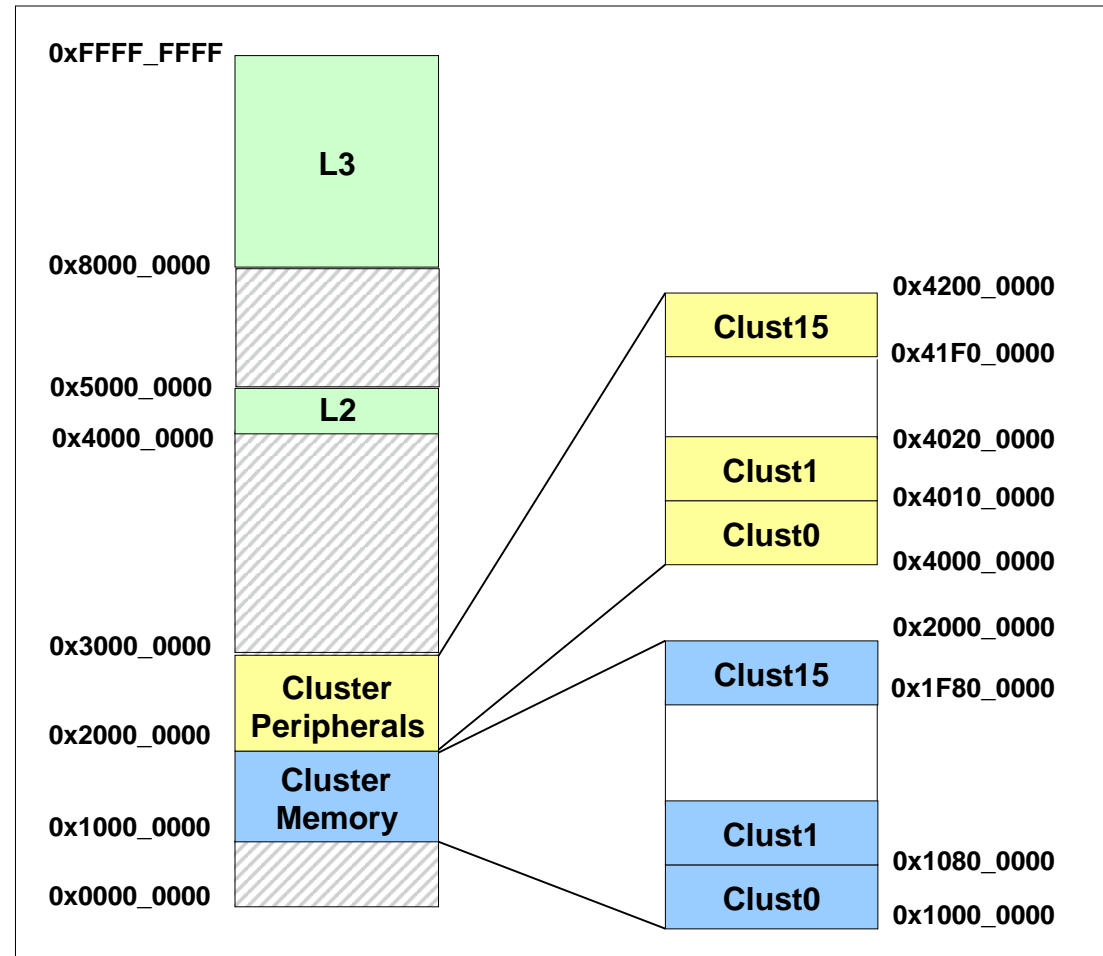 0xFFFF_FFFF
L3
0x8000_0000
0x5000_0000
L2
0x4000_0000
0x3000_0000
Cluster
Peripherals
0x2000_0000
Cluster
Memory
0x1000_0000
0x0000_0000
0x4200_0000
Clust15
0x41F0_0000
0x4020_0000
Clust1
0x4010_0000
Clust0
0x4000_0000
0x2000_0000
Clust15
0x1F80_0000
Clust1
0x1080_0000
Clust0
0x1000_0000